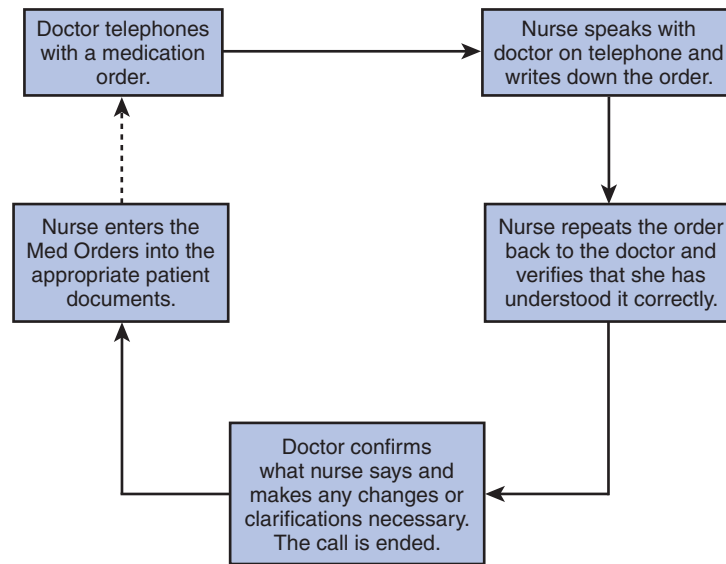 Doctor telephones
with a medication
order.
Nurse speaks with
doctor on telephone and
writes down the order.
Nurse repeats the order
back to the doctor and
verifies that she has
understood it correctly.
Doctor confirms
what nurse says and
makes any changes or
clarifications necessary.
The call is ended.
Nurse enters the
Med Orders into the
appropriate patient
documents.